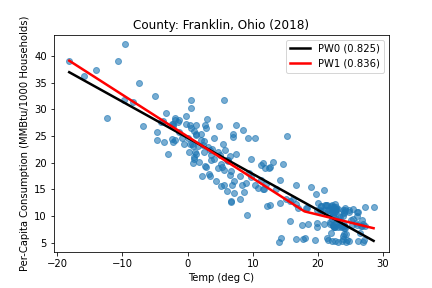 County: Franklin, Ohio (2018)
PW0 (0.825)
PW1 (0.836)
Per-Capita Consumption (MMBtu/1000 Households)
40
35
30
25
20
15
10
5
−20 −10 0 10 20 30
Temp (deg C)